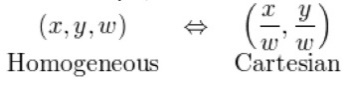 (x, y, w) ⇔ (x/w, y/w)
Homogeneous Cartesian